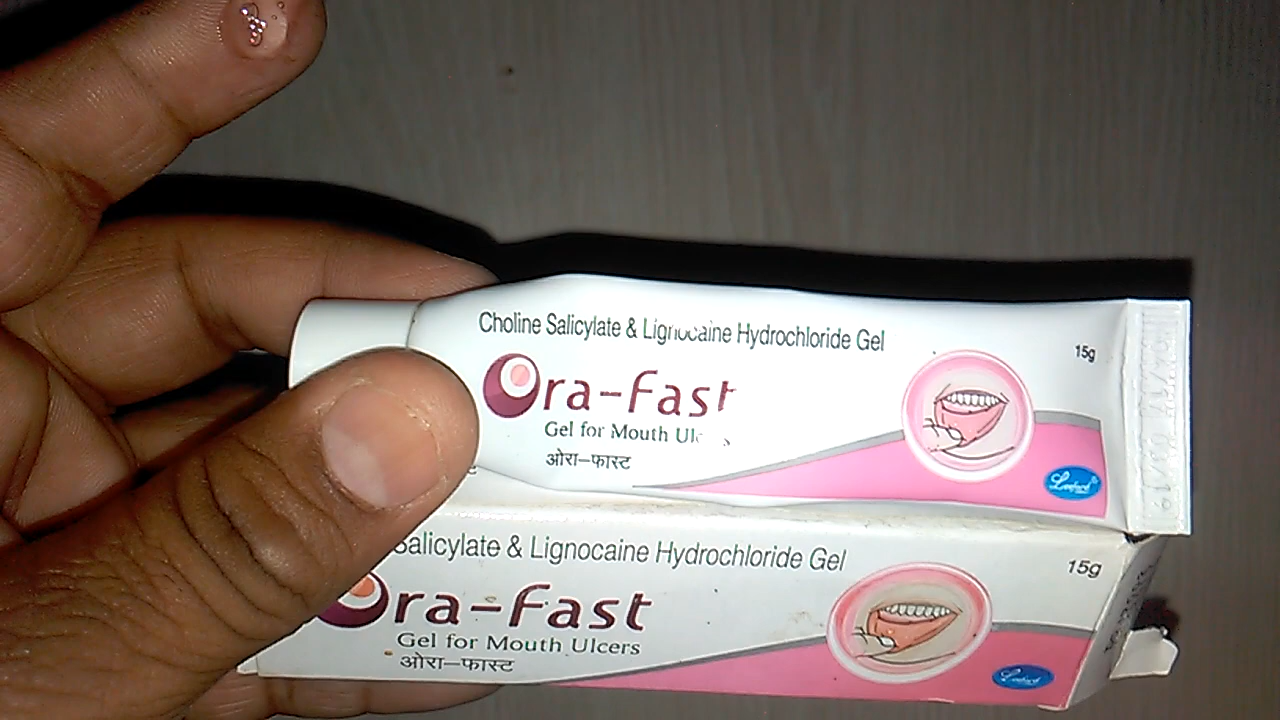 Choline Salicylate & Lignocaine Hydrochloride Gel
15g
Ora-Fast
Gel for Mouth
ओरा-फास्ट
Salicylate & Lignocaine Hydrochloride Gel
15g
Ora-Fast
Gel for Mouth Ulcers
ओरा-फास्ट